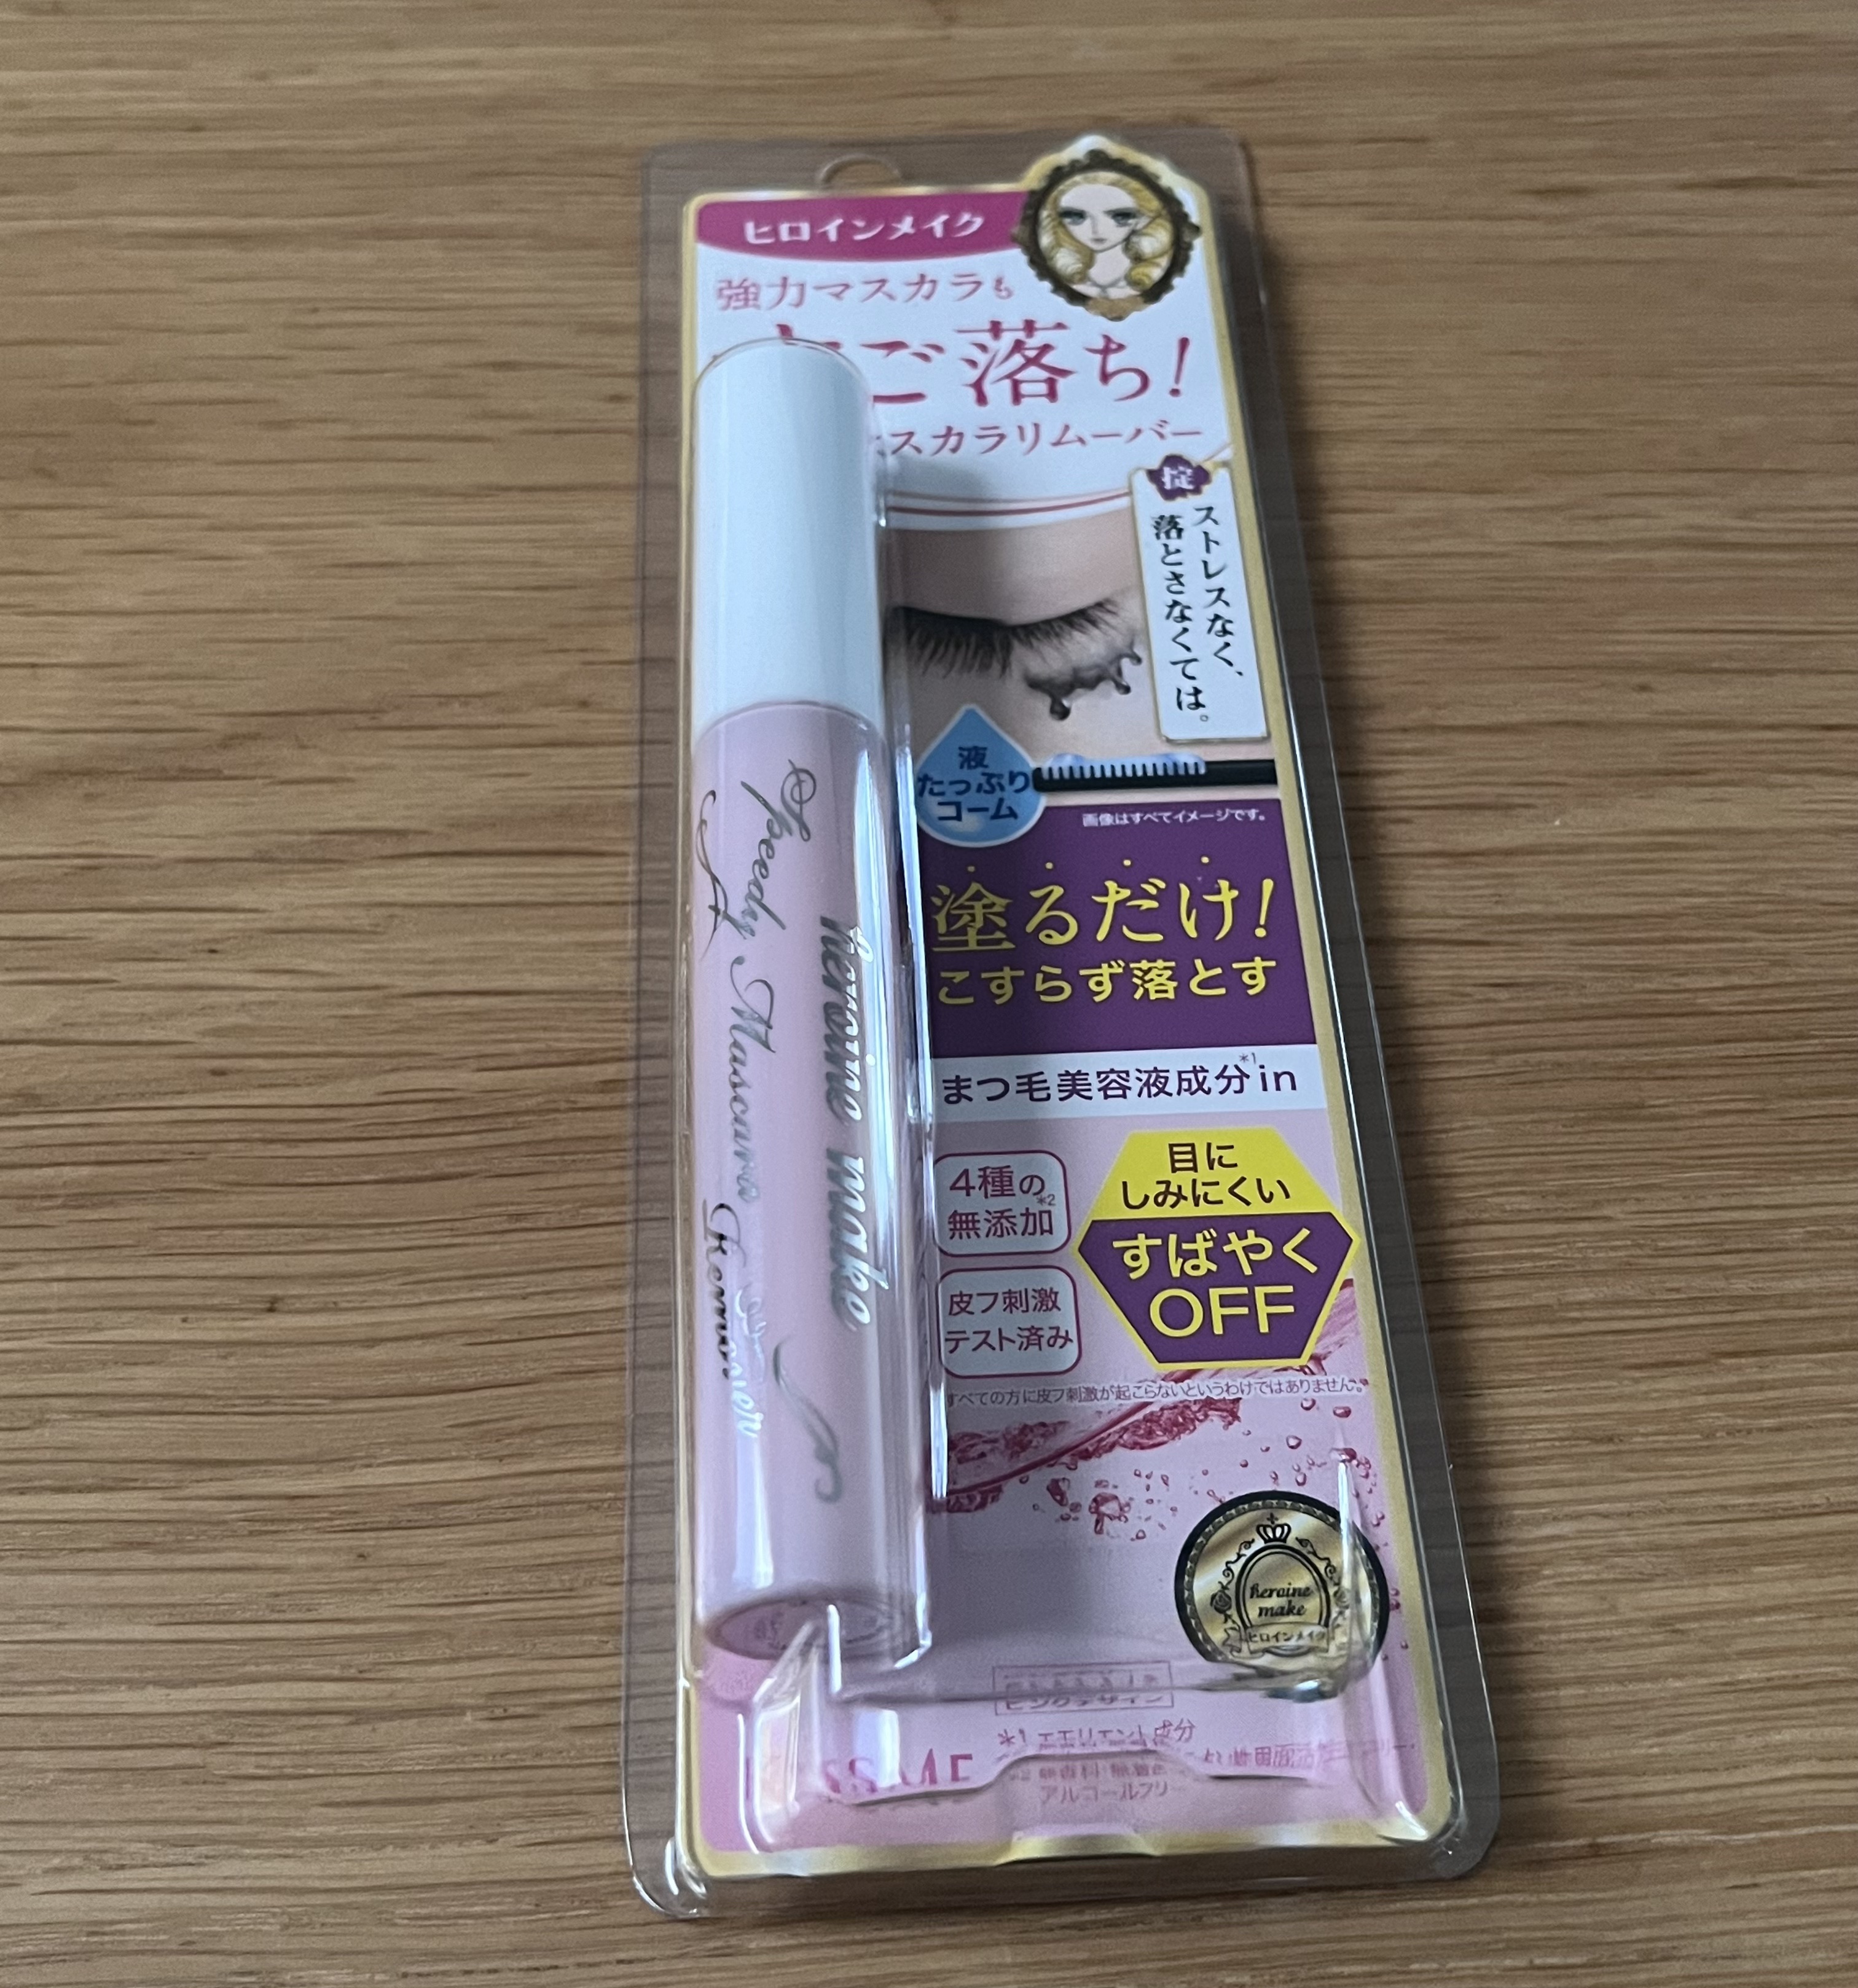 ヒロインメイク
強力マスカラも
ご落ち!
スカラリムーバー
掟
ストレスなく、
落とさなくては。
液
たっぷり
コーム
画像はすべてイメージです。
塗るだけ!
こすらず落とす
まつ毛美容液成分*1in
4種の*2
無添加
皮フ刺激
テスト済み
目に
しみにくい
すばやく
OFF
すべての方に皮フ刺激が起こらないというわけではありません。
heroine make
Speedy Mascara Remover
heroine
make
ヒロインメイク
*1 エモリエント成分
アルコールフリー